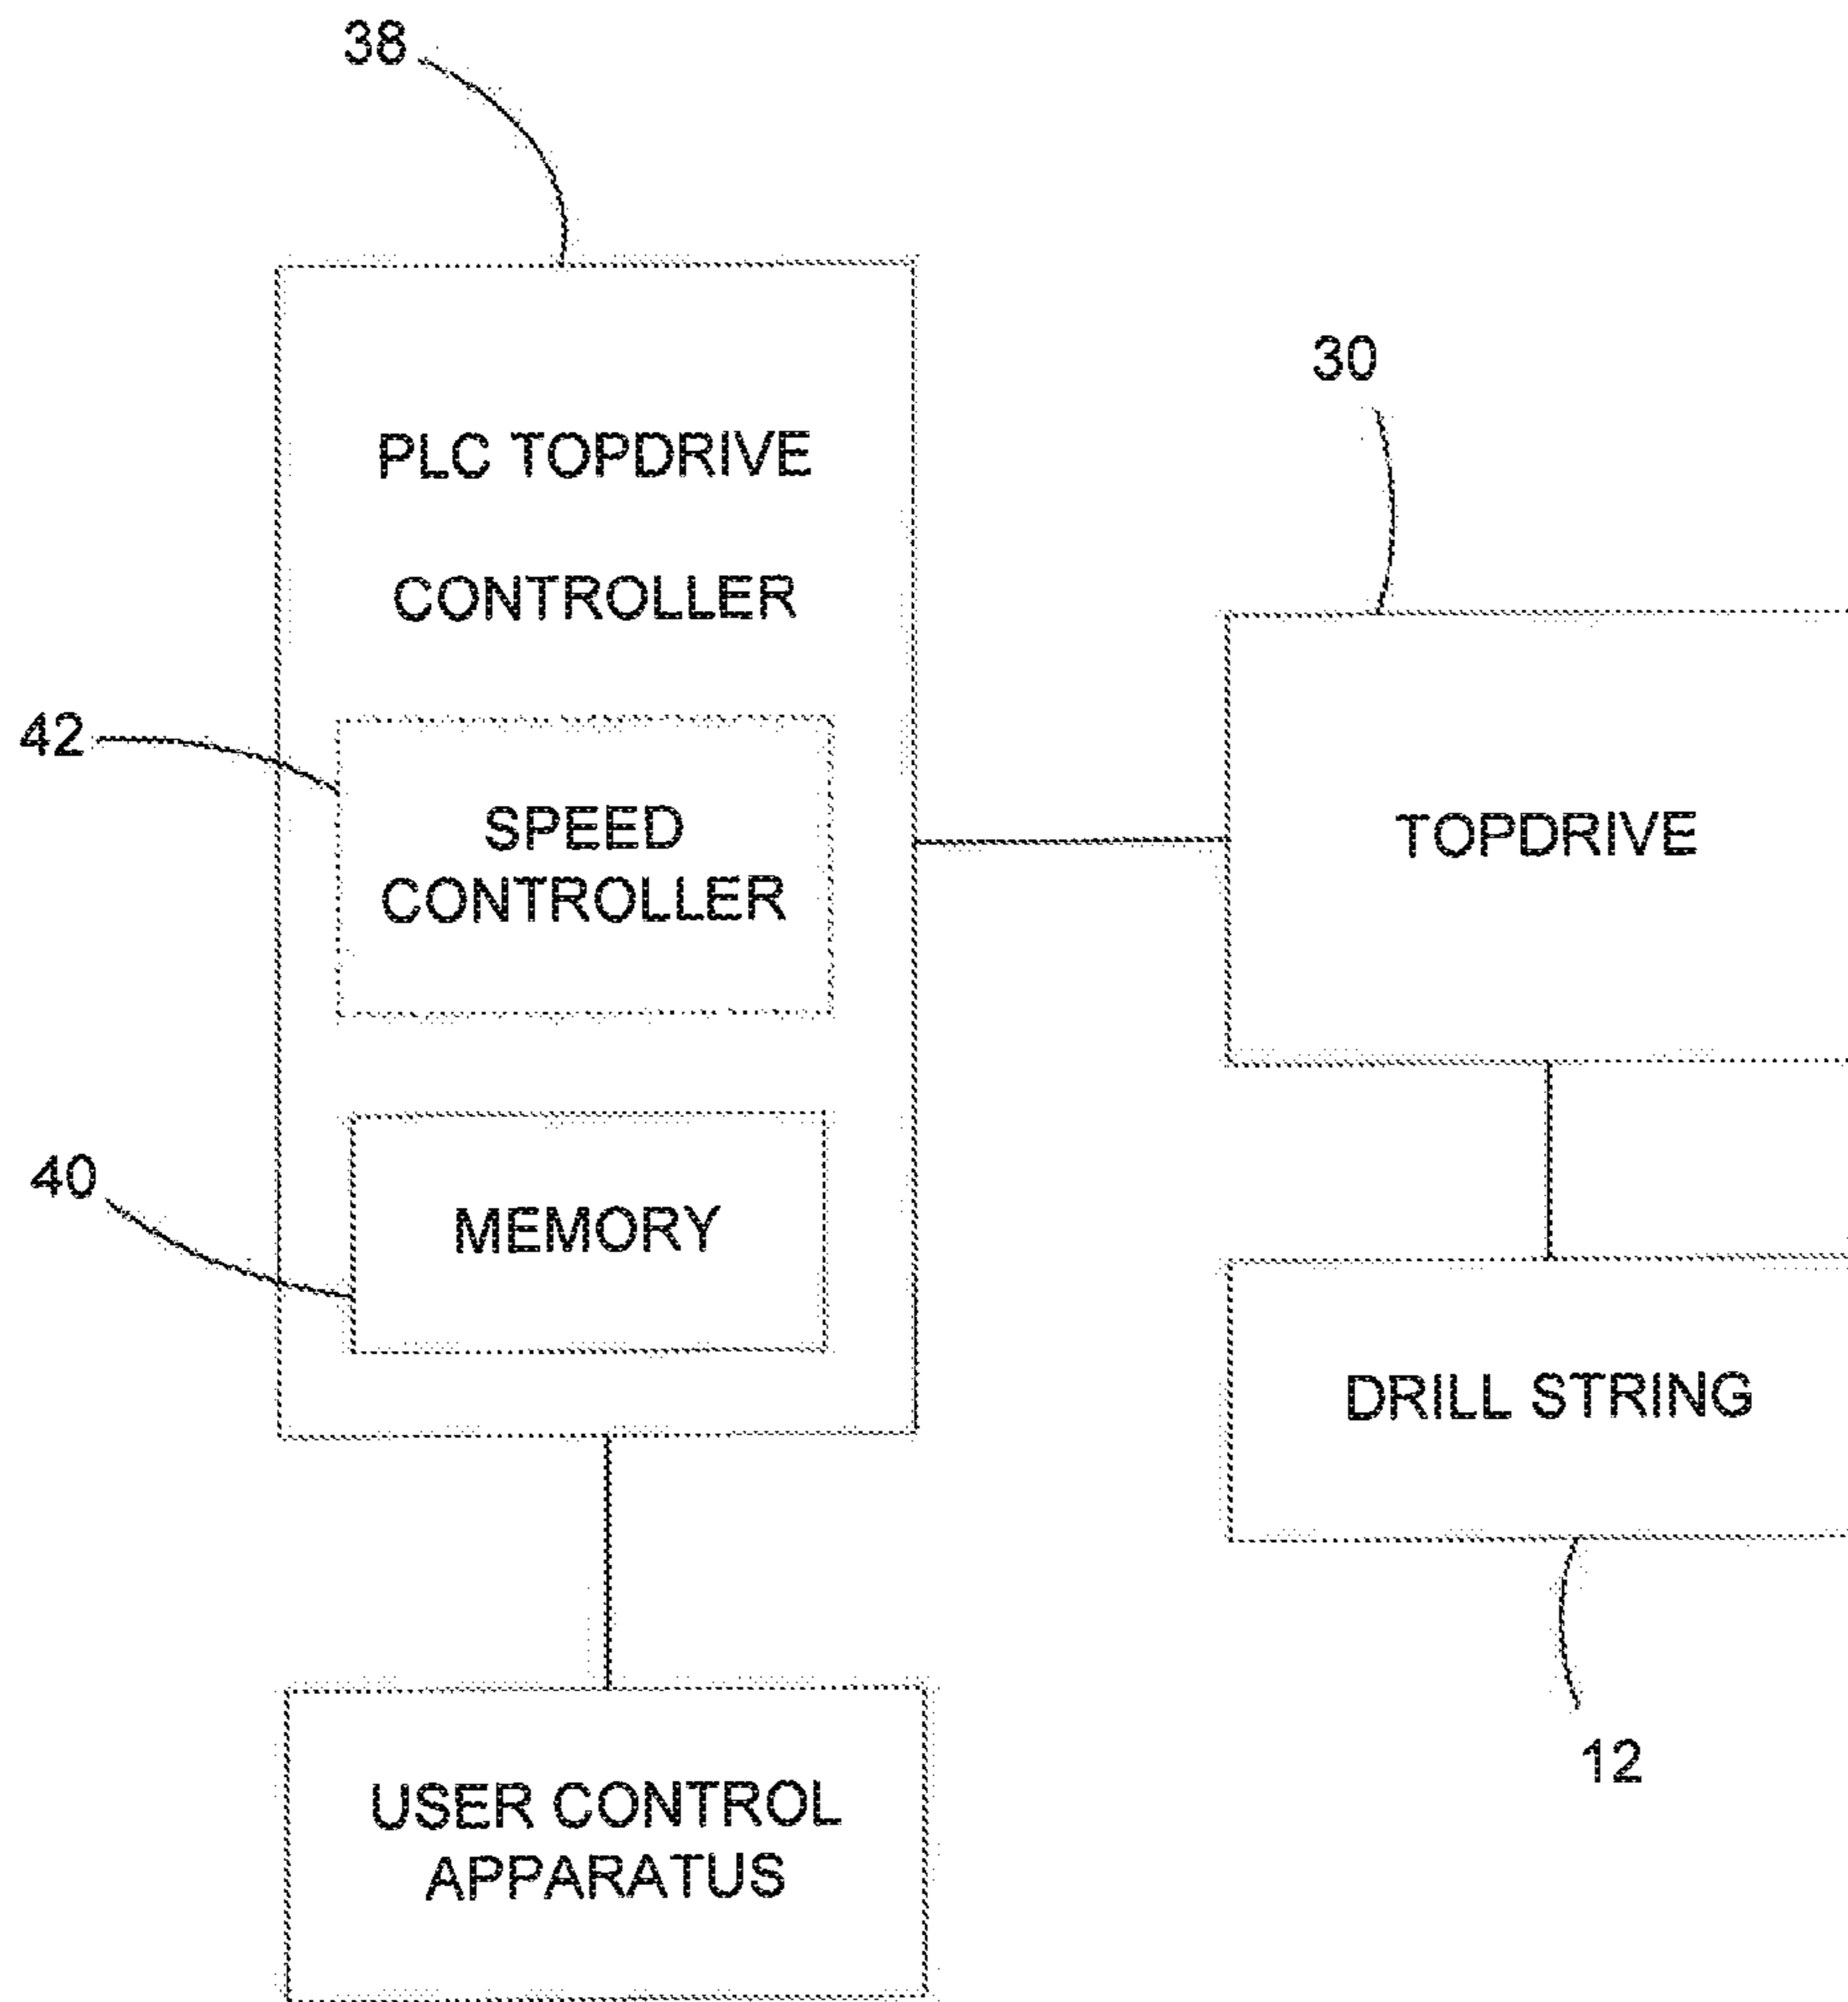 38
PLC TOPDRIVE
CONTROLLER
42
SPEED
CONTROLLER
40
MEMORY
USER CONTROL
APPARATUS
30
TOPDRIVE
DRILL STRING
12